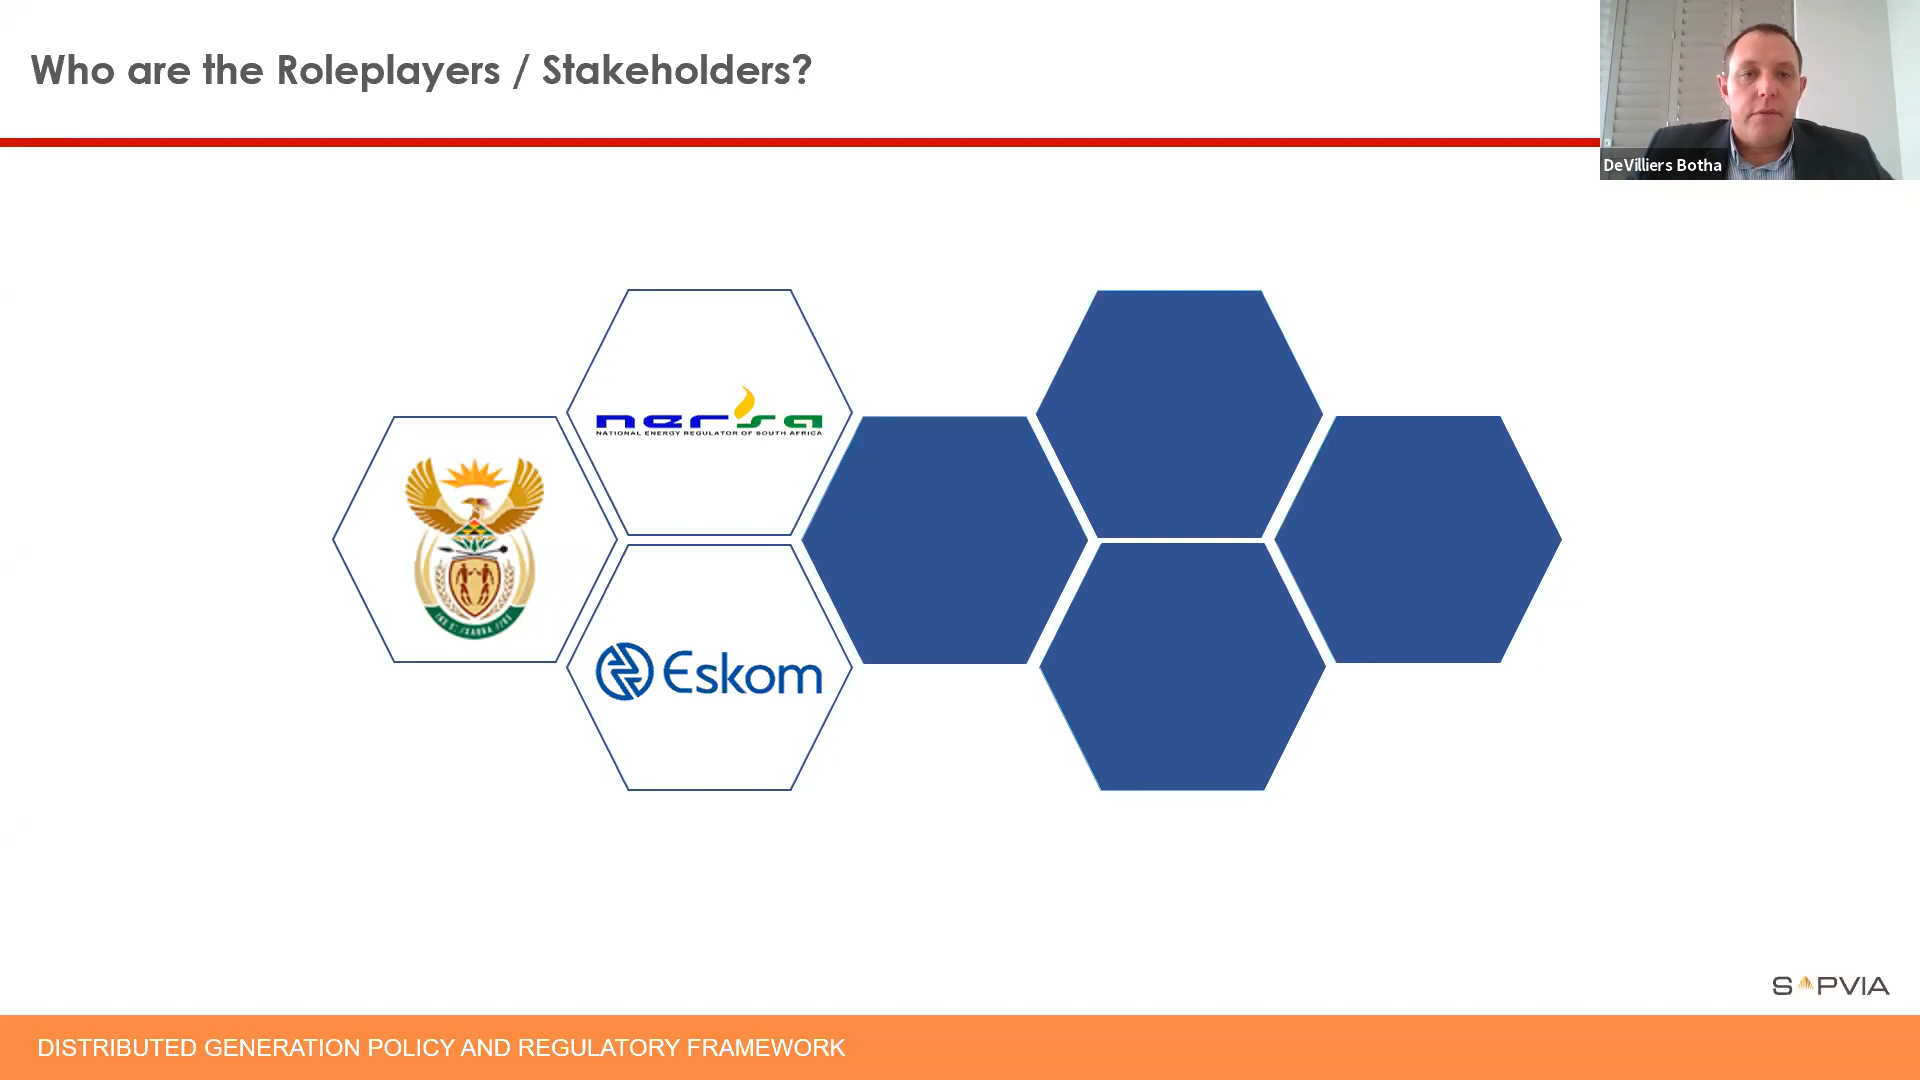 Who are the Roleplayers / Stakeholders?
DeVilliers Botha
nersa
NATIONAL ENERGY REGULATOR OF SOUTH AFRICA
Eskom
SAPVIA
DISTRIBUTED GENERATION POLICY AND REGULATORY FRAMEWORK